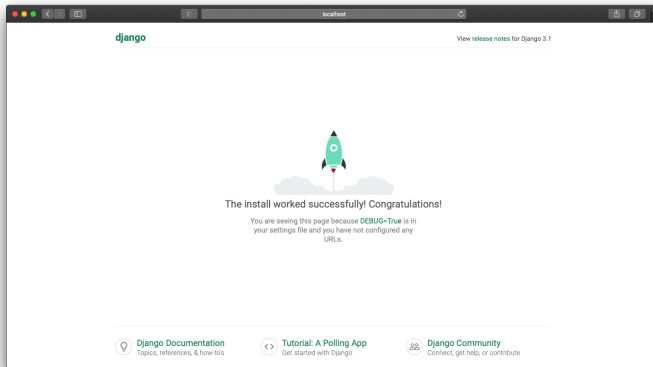 localhost
django
View release notes for Django 3.1
The install worked successfully! Congratulations!
You are seeing this page because DEBUG=True is in
your settings file and you have not configured any
URLs.
Django Documentation
Topics, references, & how-to's
Tutorial: A Polling App
Get started with Django
Django Community
Connect, get help, or contribute